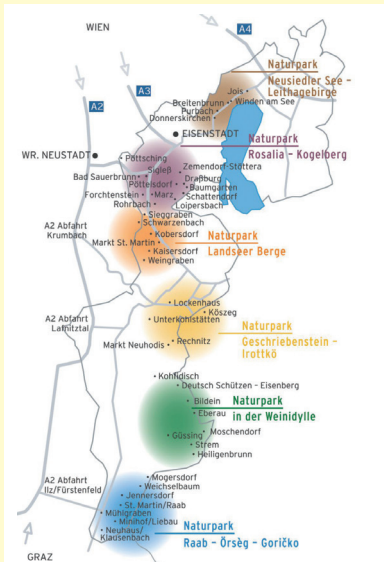 WIEN
A4
A3
A2
Naturpark
Neusiedler See –
Leithagebirge
Jois
Winden am See
Breitenbrunn
Purbach
Donnerskirchen
EISENSTADT
Naturpark
Rosalia – Kogelberg
WR. NEUSTADT
Pöttsching
Sigleß
Zemendorf-Stöttera
Bad Sauerbrunn
Draßburg
Pöttelsdorf
Baumgarten
Forchtenstein
Marz
Schattendorf
Rohrbach
Loipersbach
Sieggraben
Schwarzenbach
A2 Abfahrt
Krumbach
Kobersdorf
Markt St. Martin
Naturpark
Landseer Berge
Kaisersdorf
Weingraben
Lockenhaus
Köszeg
A2 Abfahrt
Lafnitztal
Unterkohlstätten
Naturpark
Geschriebenstein –
Irottkö
Markt Neuhodis
Rechnitz
Kohfidisch
Deutsch Schützen – Eisenberg
Bildein
Naturpark
in der Weinidylle
Eberau
Güssing
Moschendorf
Strem
Heiligenbrunn
A2 Abfahrt
Ilz/Fürstenfeld
Mogersdorf
Weichselbaum
Jennersdorf
St. Martin/Raab
Mühlgraben
Minihof/Liebau
Neuhaus/
Klausenbach
Naturpark
Raab – Őrség – Goričko
GRAZ